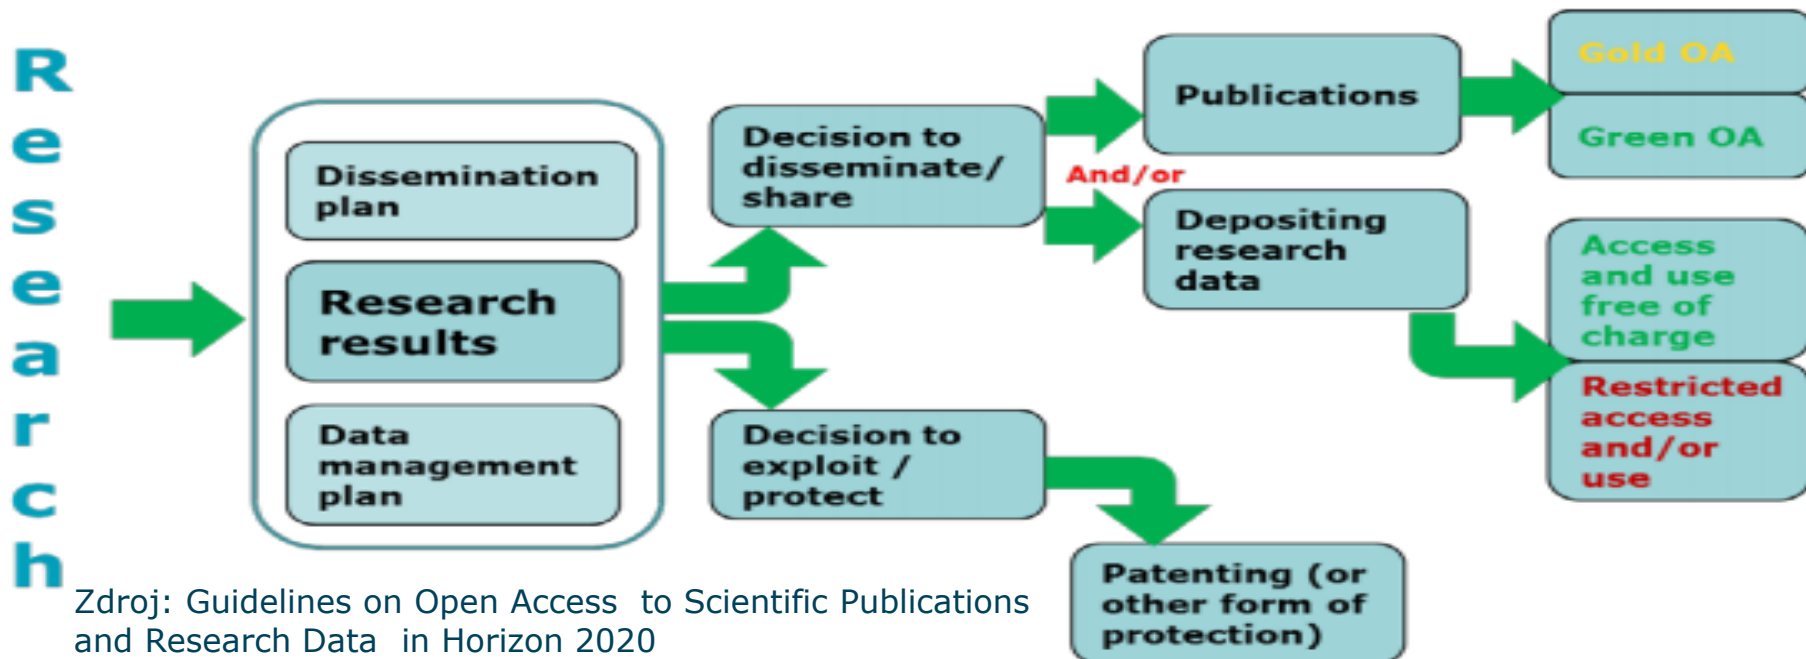 Research
Dissemination
plan
Research
results
Data
management
plan
Decision to
disseminate/
share
Decision to
exploit /
protect
And/or
Publications
Depositing
research
data
Patenting (or
other form of
protection)
Gold OA
Green OA
Access
and use
free of
charge
Restricted
access
and/or
use
Zdroj: Guidelines on Open Access  to Scientific Publications
and Research Data  in Horizon 2020